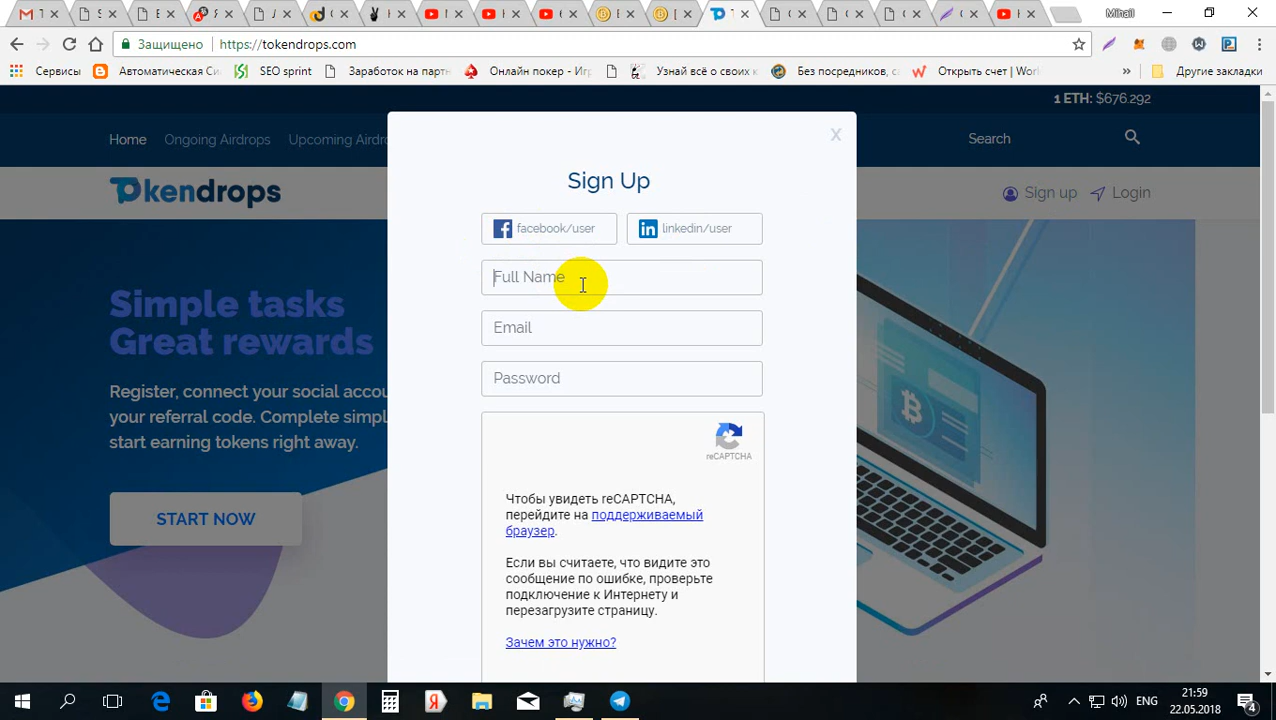 Mihail
Защищено
https://tokendrops.com
Сервисы
Автоматическая Си
SEO sprint
Заработок на партн
Онлайн покер - Игр
Узнай всё о своих к
Без посредников, са
Открыть счет | Wor
»
Другие закладки
1 ETH: $676.292
Home
Ongoing Airdrops
Upcoming Airdro
Search
X
Tokendrops
Sign up
Login
Sign Up
facebook/user
linkedin/user
Full Name
Email
Password
Simple tasks
Great rewards
Register, connect your social accou
your referral code. Complete simpl
start earning tokens right away.
START NOW
reCAPTCHA
Чтобы увидеть reCAPTCHA,
перейдите на поддерживаемый
браузер.
Если вы считаете, что видите это
сообщение по ошибке, проверьте
подключение к Интернету и
перезагрузите страницу.
Зачем это нужно?
ENG
21:59
22.05.2018
4